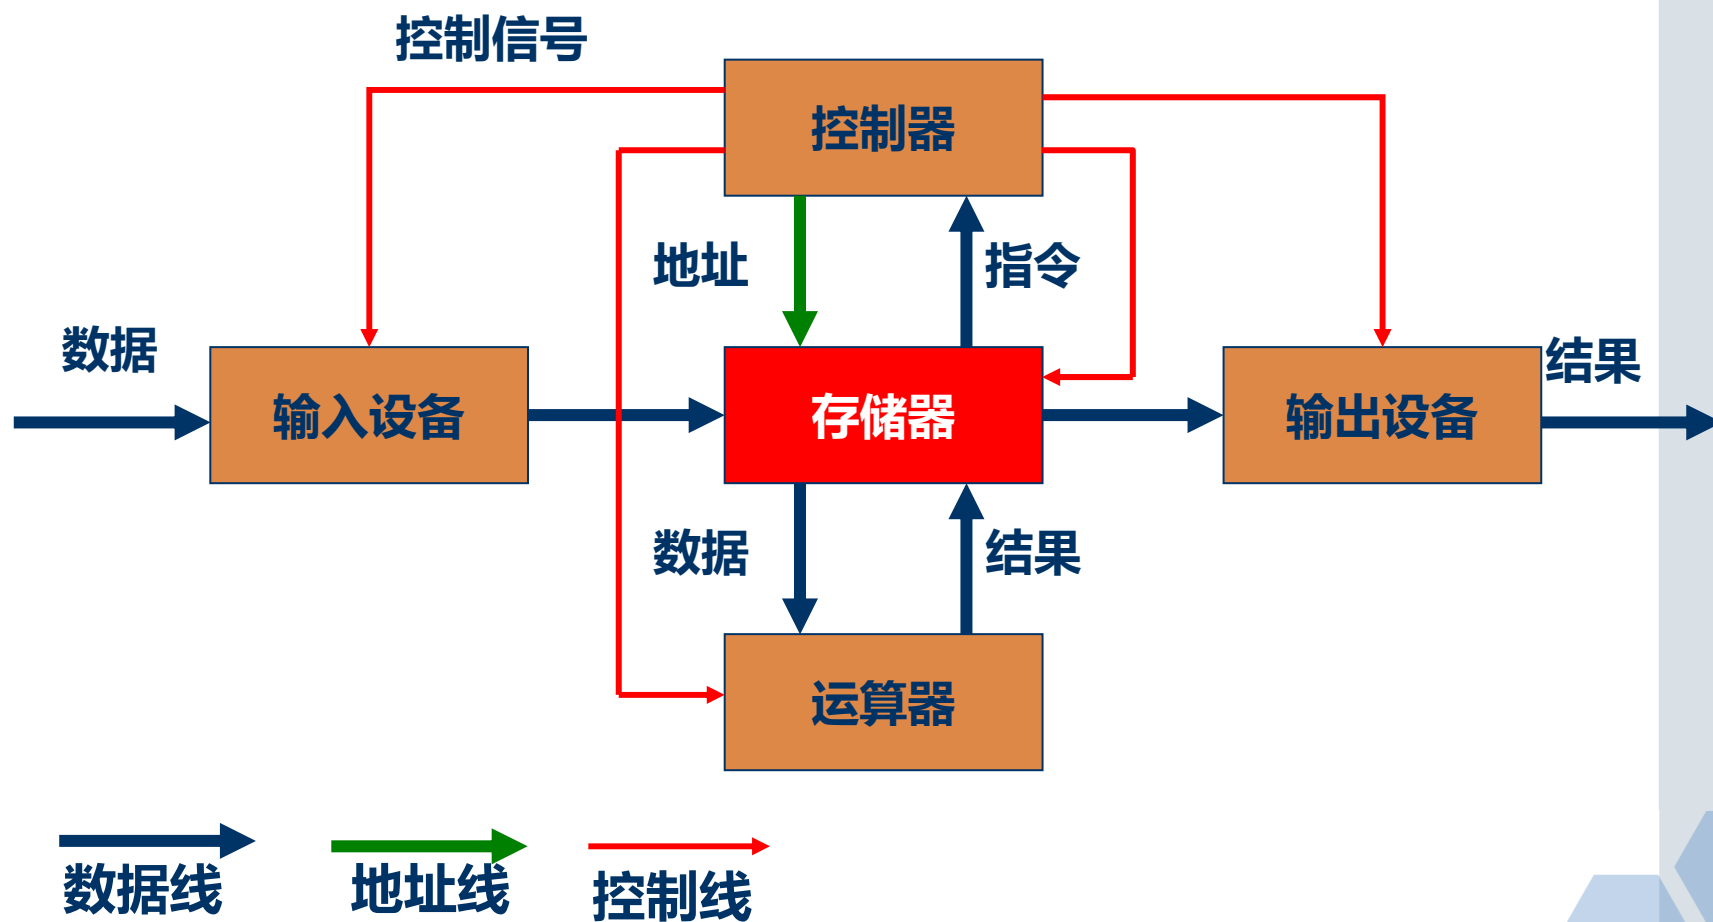 控制信号
控制器
地址
指令
数据
输入设备
存储器
输出设备
结果
数据
结果
运算器
数据线
地址线
控制线